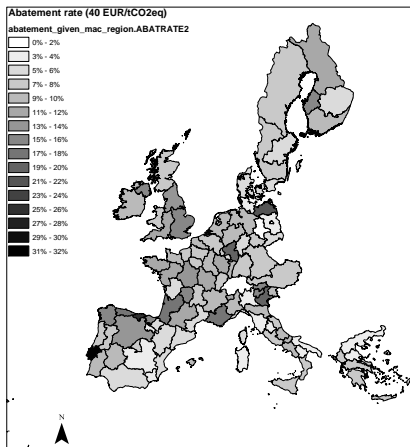 Abatement rate (40 EUR/tCO2eq)
abatement_given_mac_region.ABATRATE2
0% - 2%
3% - 4%
5% - 6%
7% - 8%
9% - 10%
11% - 12%
13% - 14%
15% - 16%
17% - 18%
19% - 20%
21% - 22%
23% - 24%
25% - 26%
27% - 28%
29% - 30%
31% - 32%
N